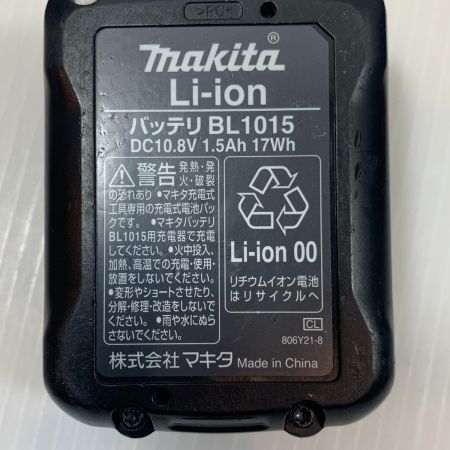 >PC<
makita®
Li-ion
バッテリ BL1015
DC10.8V 1.5Ah 17Wh
⚠警告 発熱・発
火・破裂
の恐れあり •マキタ充電式
工具専用の充電式電池パッ
クです。 •マキタバッテリ
BL1015用充電器で充電
してください。•火中投入、
加熱、高温での充電・使用・
放置をしないでください。
•変形やショートさせたり、
分解・修理・改造をしないで
ください。 •雨や水にぬら
さないでください。
Li-ion 00
リチウムイオン電池
はリサイクルへ
CL
806Y21-8
株式会社 マキタ Made in China